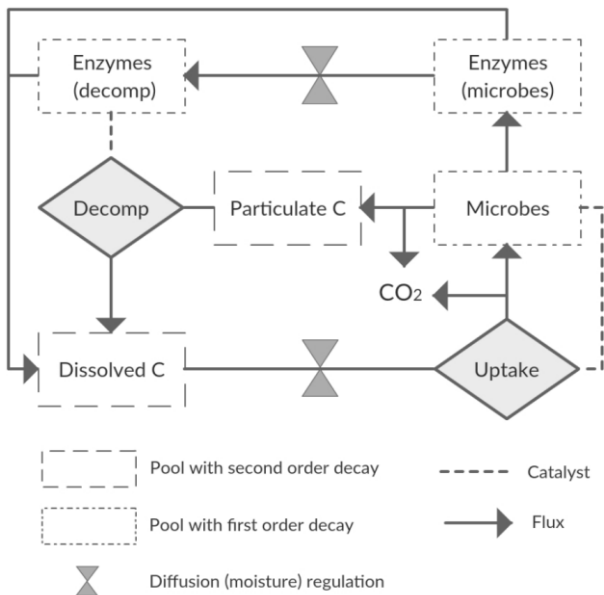 Enzymes
(decomp)
Enzymes
(microbes)
Decomp
Particulate C
Microbes
CO2
Dissolved C
Uptake
Pool with second order decay
Catalyst
Pool with first order decay
Flux
Diffusion (moisture) regulation